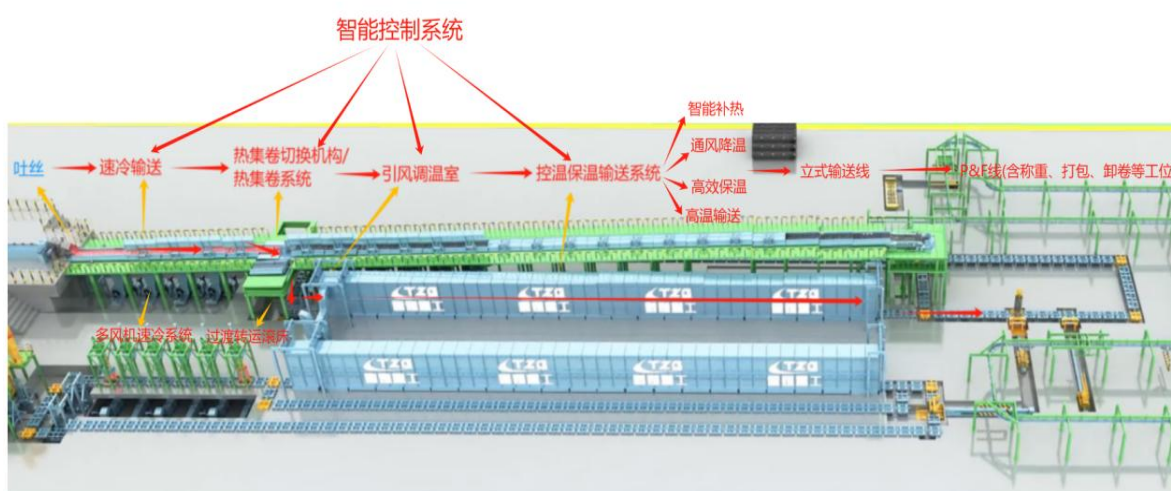 智能控制系统
智能补热
通风降温
吐丝
速冷输送
热集卷切换机构/
热集卷系统
引风调温室
控温保温输送系统
立式输送线
P&F线(含称重、打包、卸卷等工位
高效保温
高温输送
TZG
TZG
TZG
TZG
多风机速冷系统
过渡转运滚床
TZG
TZG
TZG
TZG